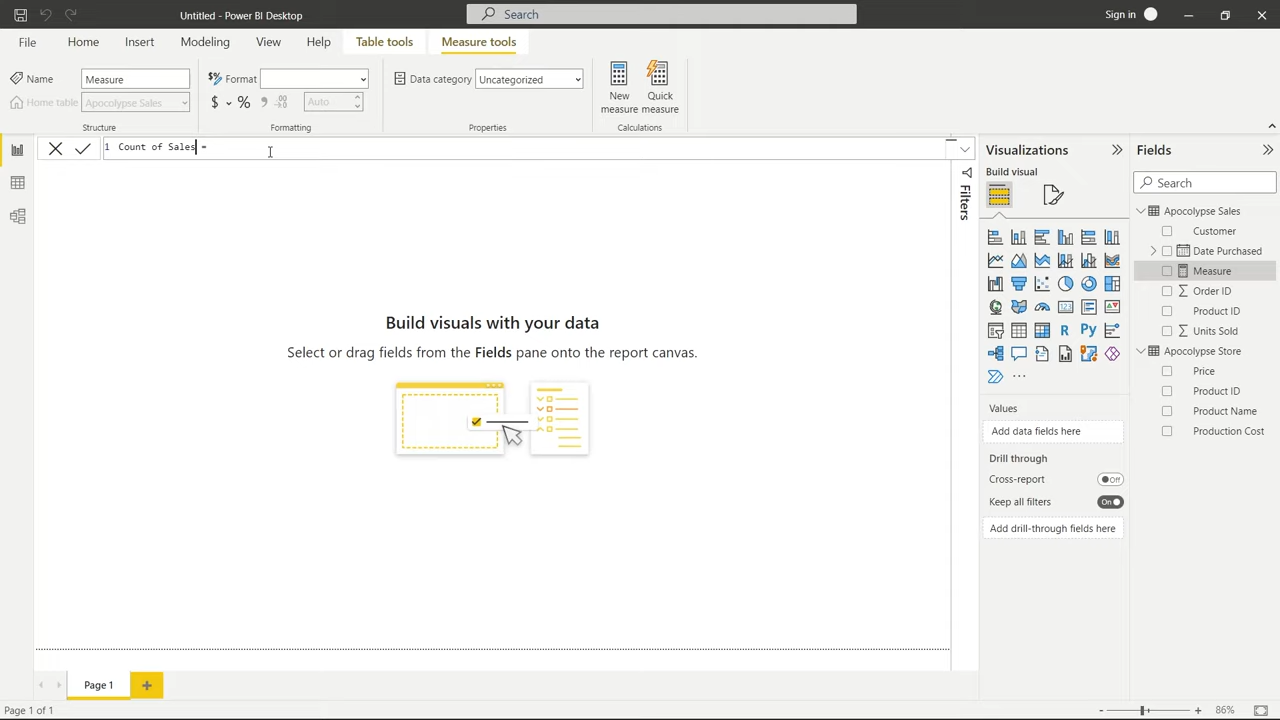 Untitled - Power BI Desktop
Search
Sign in
File
Home
Insert
Modeling
View
Help
Table tools
Measure tools
Name
Measure
Home table
Apocolypse Sales
Structure
Format
$ % 9 Auto
Formatting
Data category
Uncategorized
Properties
New measure
Quick measure
Calculations
1 Count of Sales =
Filters
Build visuals with your data
Select or drag fields from the Fields pane onto the report canvas.
Visualizations
Build visual
R
Py
123
...
Values
Add data fields here
Drill through
Cross-report
Off
Keep all filters
On
Add drill-through fields here
Fields
Search
Apocolypse Sales
Customer
Date Purchased
Measure
Order ID
Product ID
Units Sold
Apocolypse Store
Price
Product ID
Product Name
Production Cost
Page 1
Page 1 of 1
- + 86%